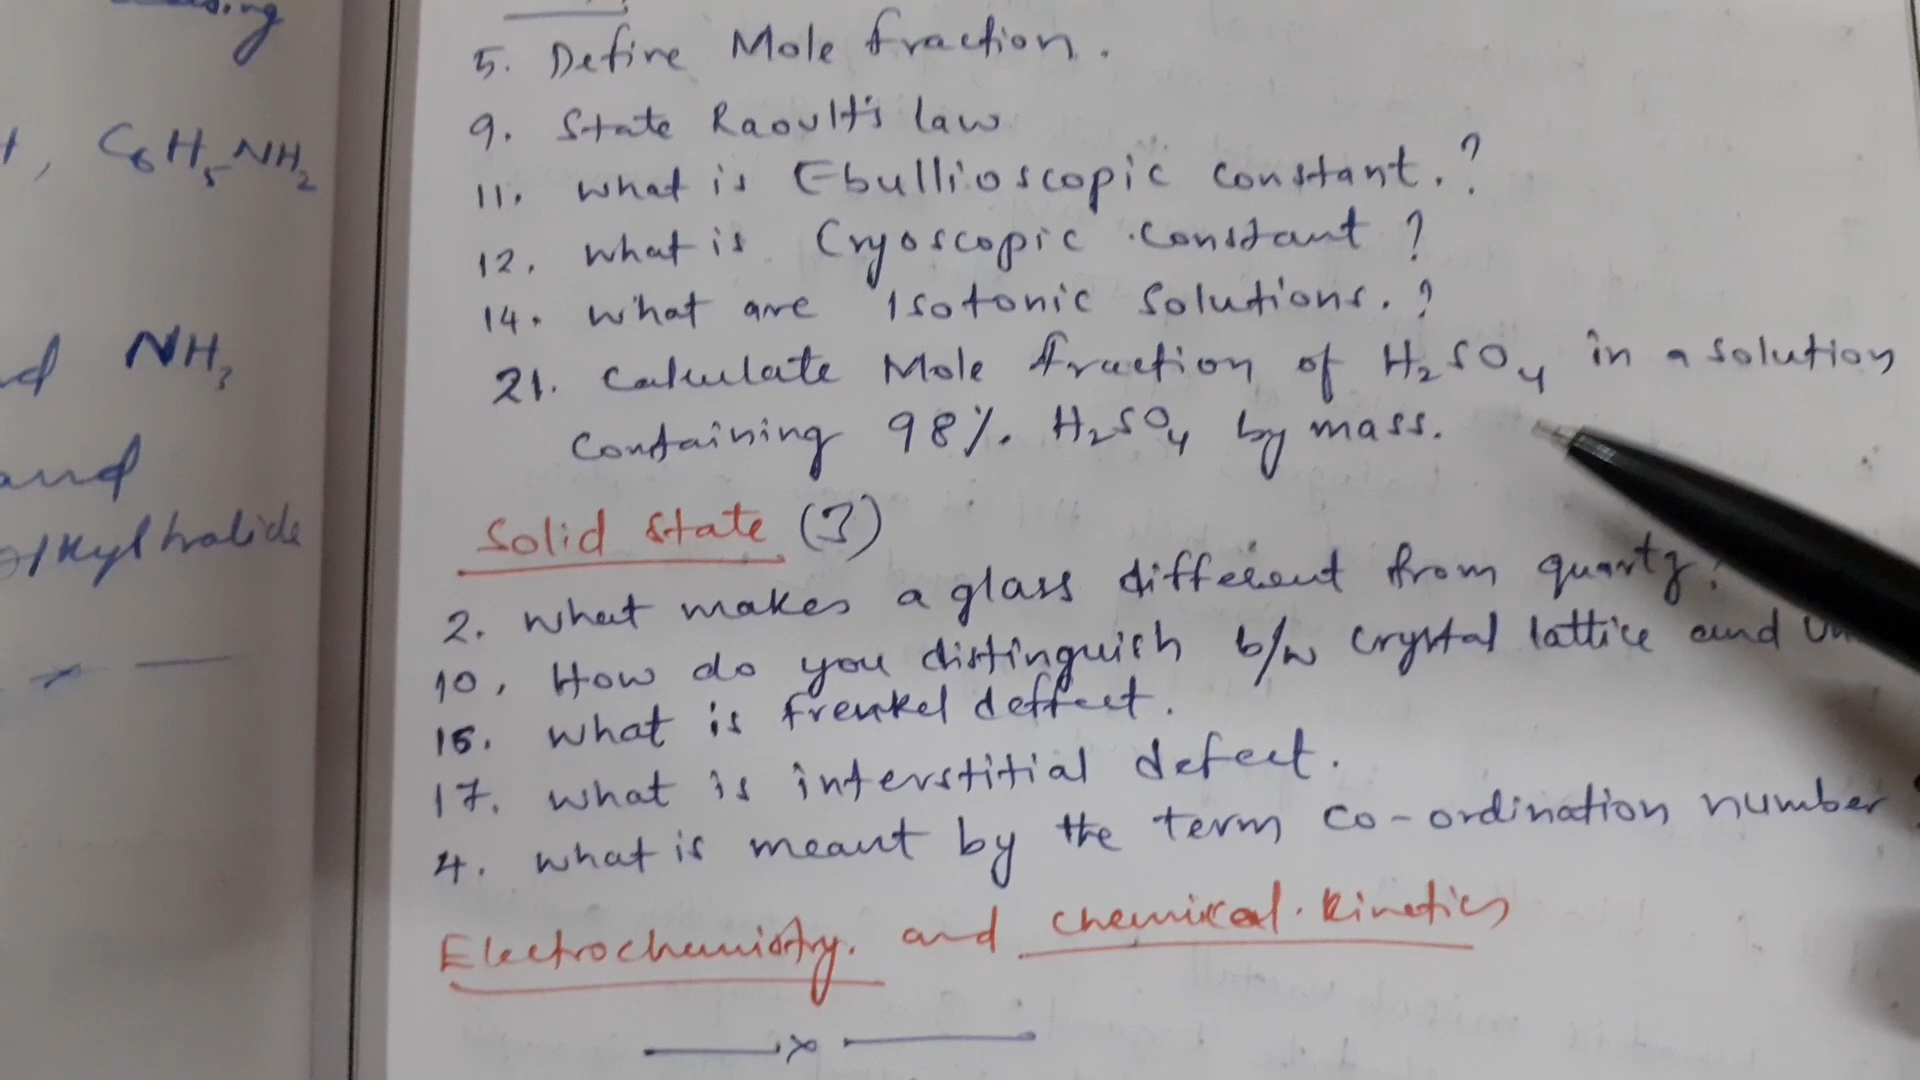 C6H5NH2
NH3
and
alkyl halide
5. Define Mole fraction.
9. State Raoult's law
11. what is Ebullioscopic constant.?
12. what is Cryoscopic constant?
14. what are Isotonic Solutions.?
21. Calculate Mole fraction of H2SO4 in a solution
Containing 98% H2SO4 by mass.
Solid State (3)
2. what makes a glass different from quartz?
10. How do you distinguish b/w crystal lattice and
15. what is frenkel deffect.
17. what is interstitial defect.
4. what is meant by the term co-ordination number
Electrochemistry. and chemical. kinetics